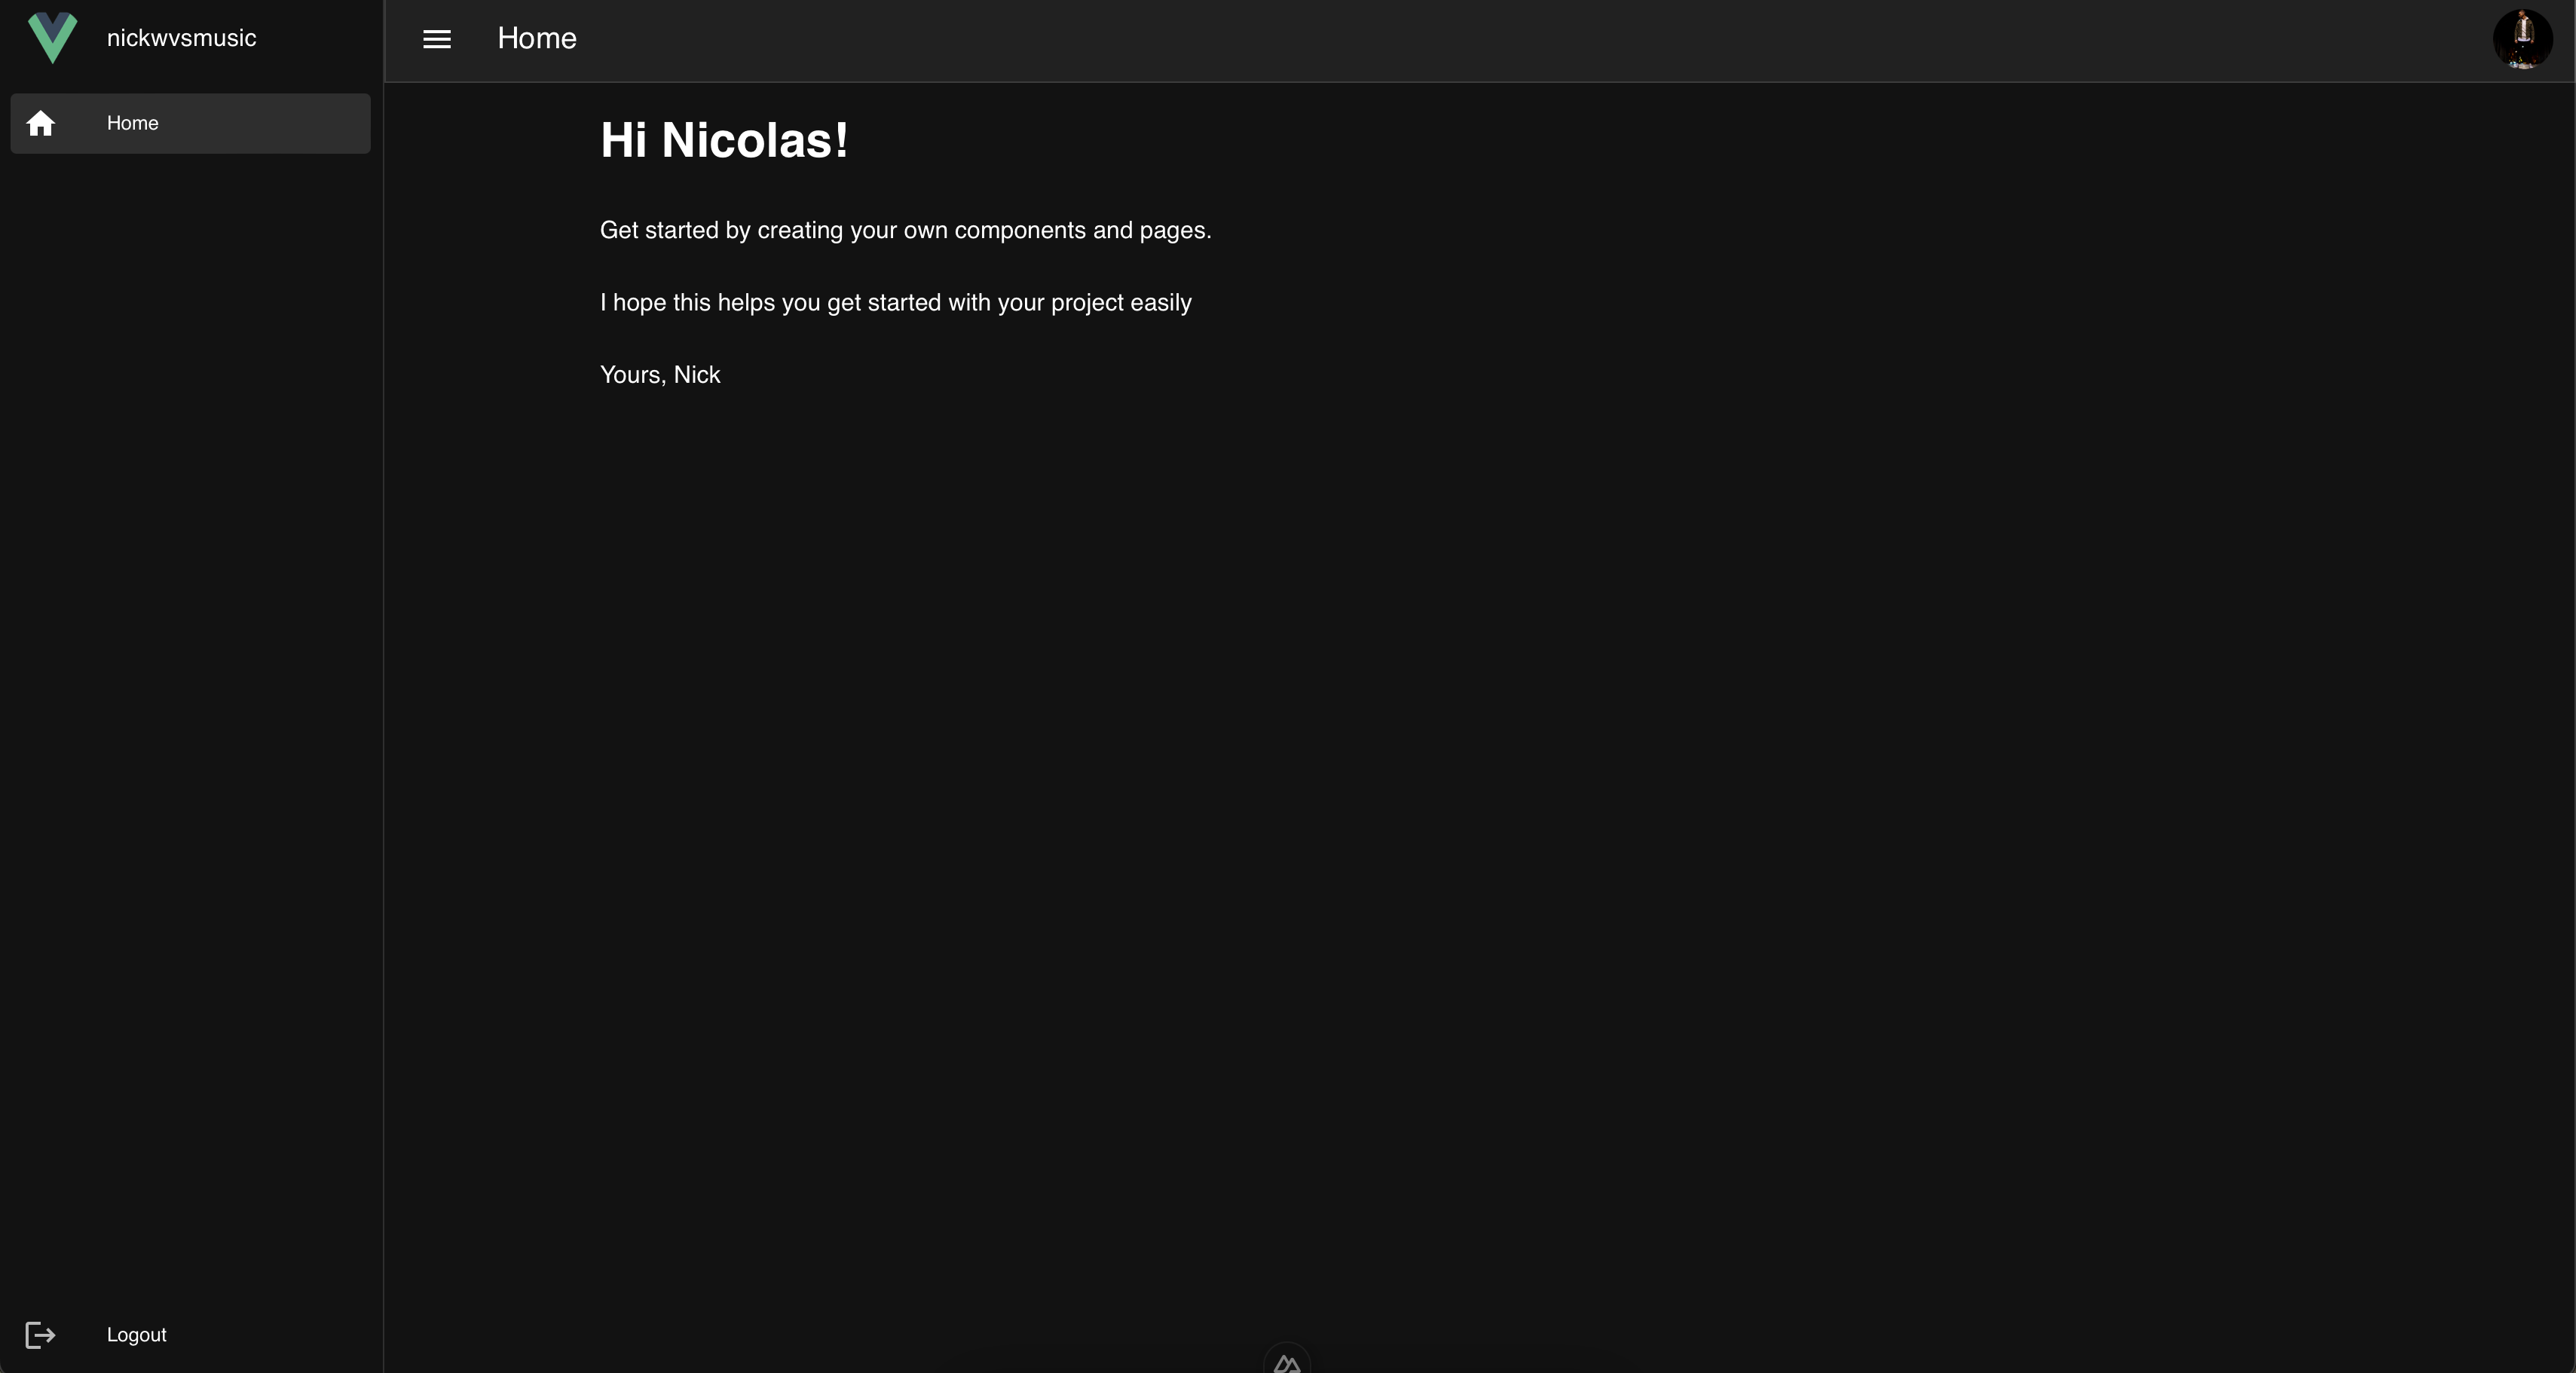 nickwvsmusic
Home
Home
Hi Nicolas!
Get started by creating your own components and pages.
I hope this helps you get started with your project easily
Yours, Nick
Logout